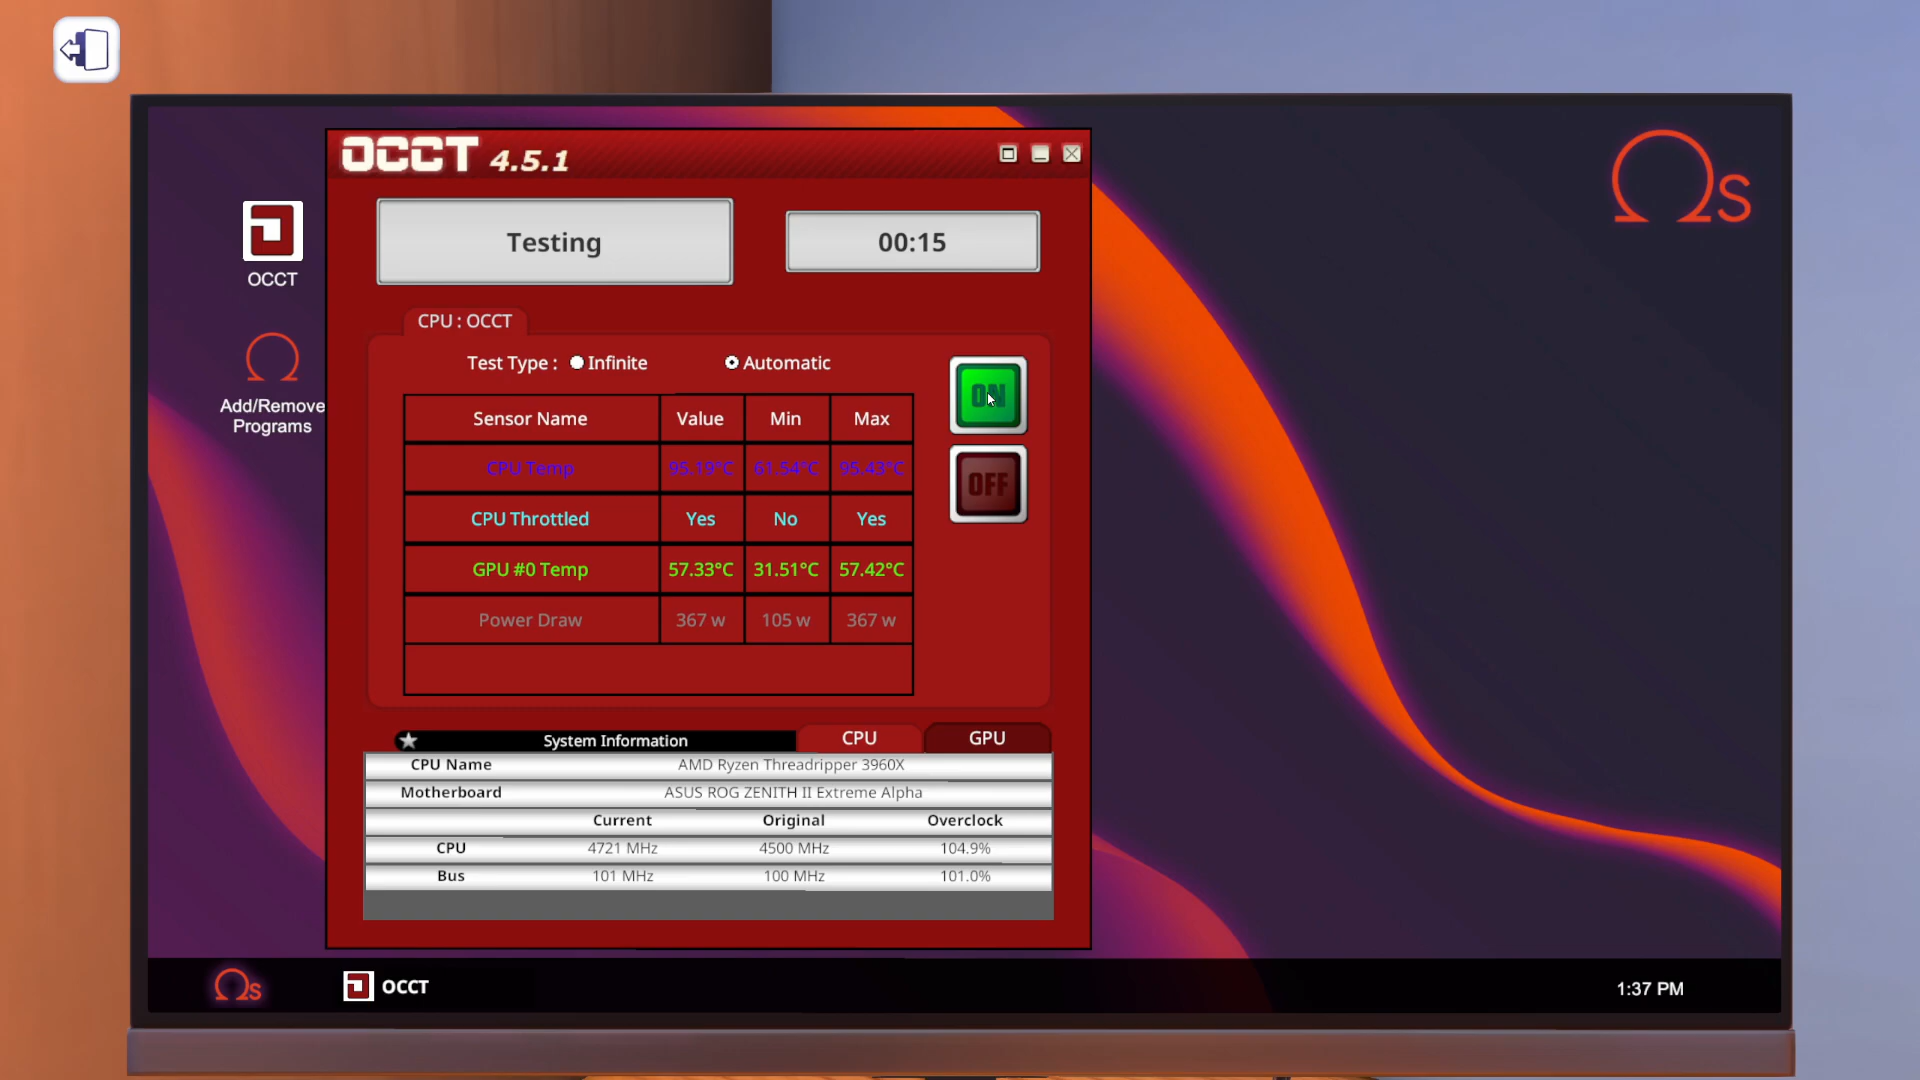 OCCT 4.5.1
Testing
00:15
CPU : OCCT
Test Type : Infinite Automatic
ON
OFF
Sensor Name Value Min Max
CPU Temp 95.19°C 61.54°C 95.43°C
CPU Throttled Yes No Yes
GPU #0 Temp 57.33°C 31.51°C 57.42°C
Power Draw 367 w 105 w 367 w
System Information CPU GPU
CPU Name AMD Ryzen Threadripper 3960X
Motherboard ASUS ROG ZENITH II Extreme Alpha
Current Original Overclock
CPU 4721 MHz 4500 MHz 104.9%
Bus 101 MHz 100 MHz 101.0%
OCCT
Add/Remove
Programs
Ωs
Ωs
OCCT
1:37 PM